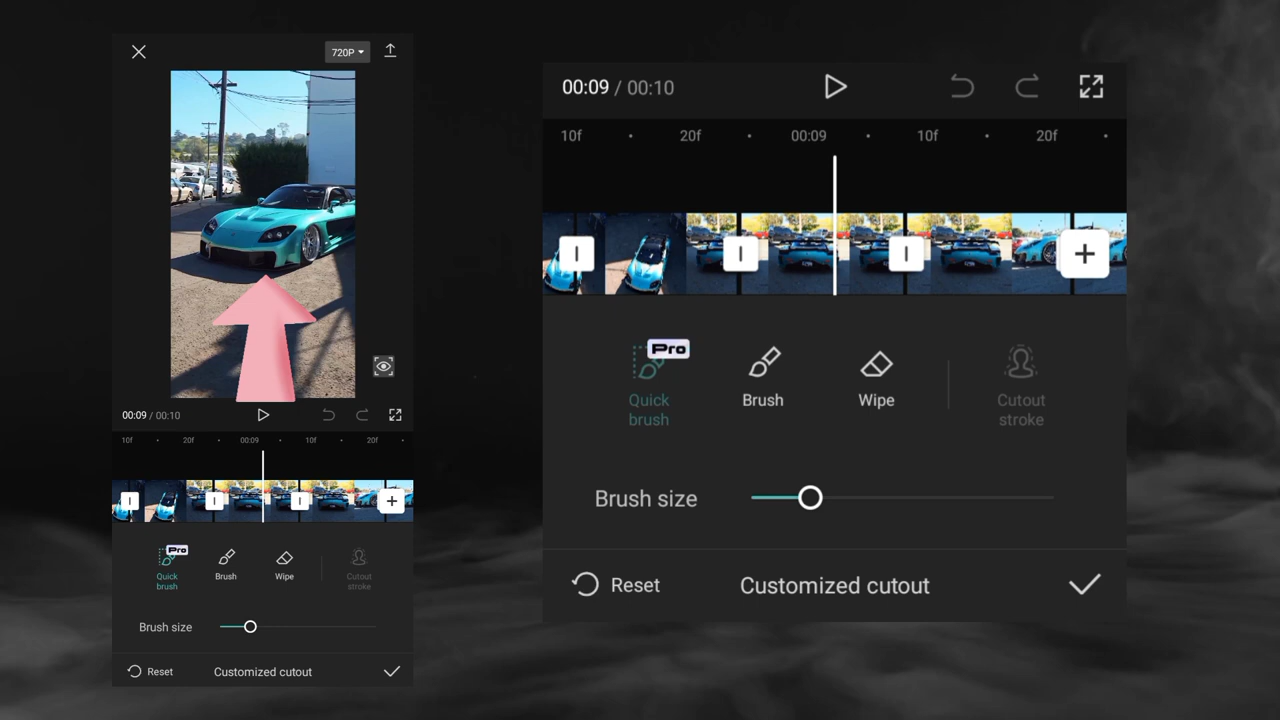 720P
00:09 / 00:10
10f
20f
00:09
10f
20f
Pro
Quick
brush
Brush
Wipe
Cutout
stroke
Brush size
Reset
Customized cutout
00:09 / 00:10
10f
20f
00:09
10f
20f
Pro
Quick
brush
Brush
Wipe
Cutout
stroke
Brush size
Reset
Customized cutout